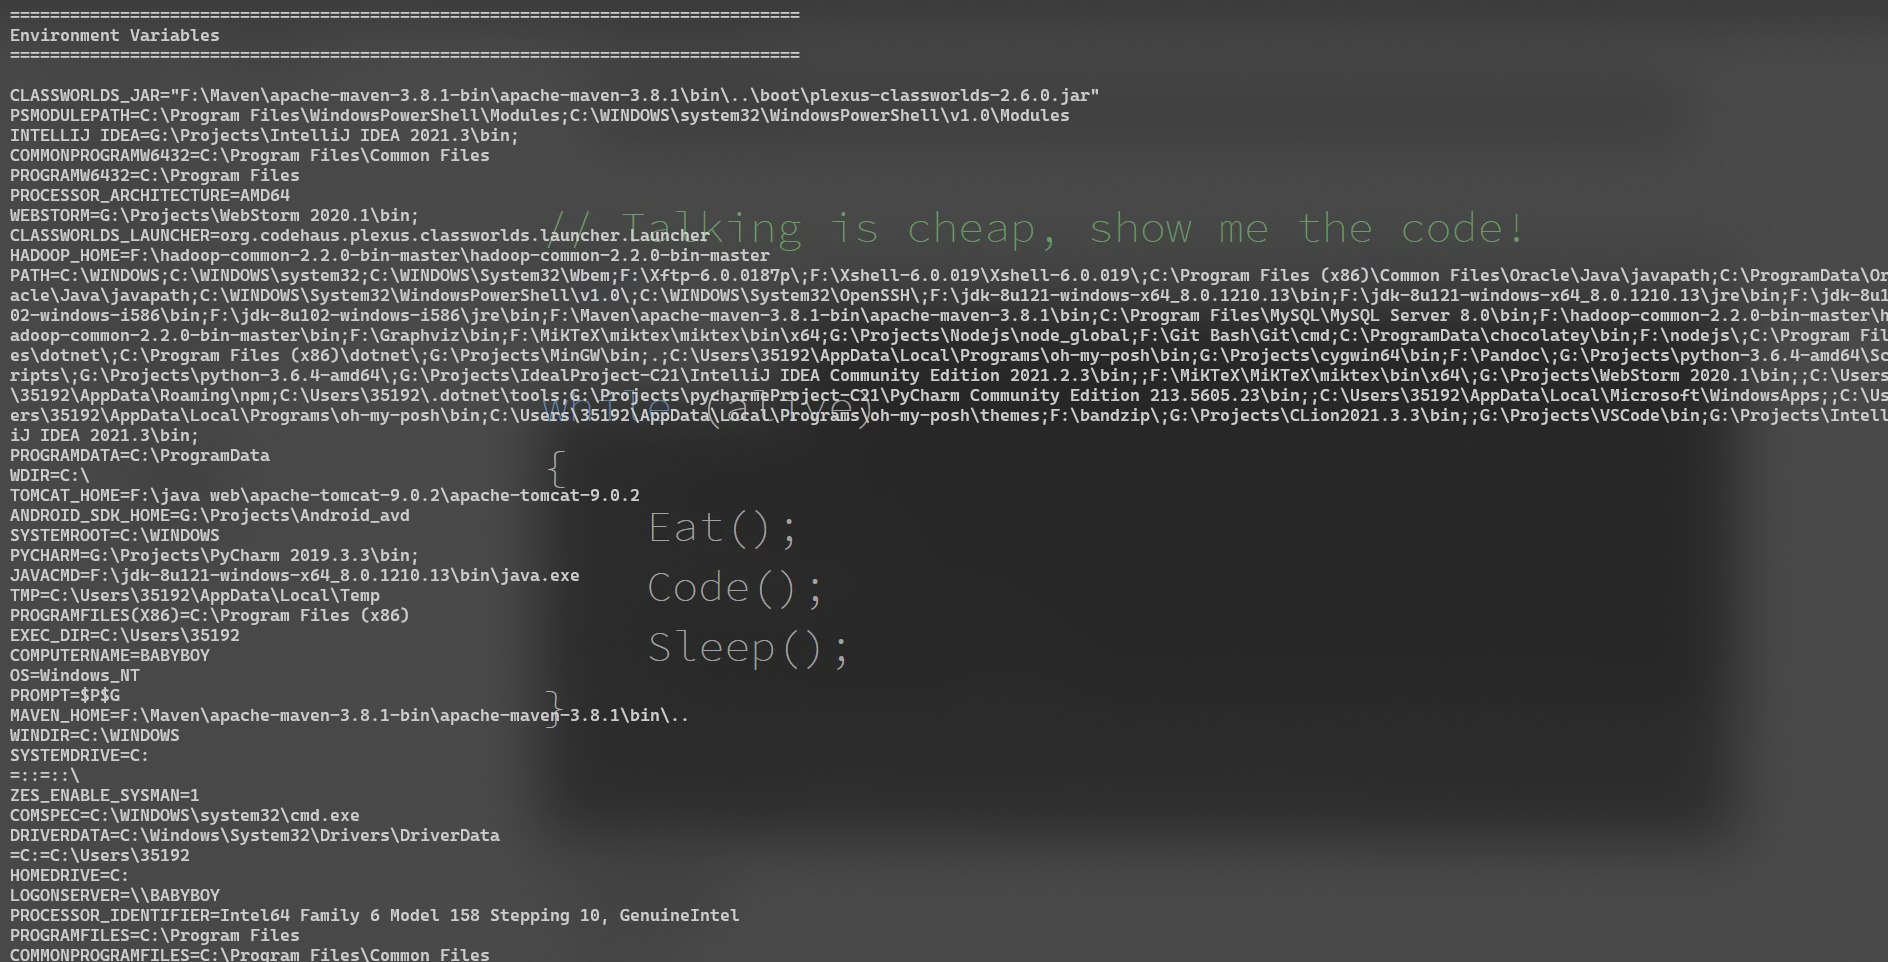 ===============================================================================
Environment Variables
===============================================================================
CLASSWORLDS_JAR="F:\Maven\apache-maven-3.8.1-bin\apache-maven-3.8.1\bin\..\boot\plexus-classworlds-2.6.0.jar"
PSMODULEPATH=C:\Program Files\WindowsPowerShell\Modules;C:\WINDOWS\system32\WindowsPowerShell\v1.0\Modules
INTELLIJ IDEA=G:\Projects\IntelliJ IDEA 2021.3\bin;
COMMONPROGRAMW6432=C:\Program Files\Common Files
PROGRAMW6432=C:\Program Files
PROCESSOR_ARCHITECTURE=AMD64
WEBSTORM=G:\Projects\WebStorm 2020.1\bin;
// Talking is cheap, show me the code!
CLASSWORLDS_LAUNCHER=org.codehaus.plexus.classworlds.launcher.Launcher
HADOOP_HOME=F:\hadoop-common-2.2.0-bin-master\hadoop-common-2.2.0-bin-master
PATH=C:\WINDOWS;C:\WINDOWS\system32;C:\WINDOWS\System32\Wbem;F:\Xftp-6.0.0187p\;F:\Xshell-6.0.019\Xshell-6.0.019\;C:\Program Files (x86)\Common Files\Oracle\Java\javapath;C:\ProgramData\Or
acle\Java\javapath;C:\WINDOWS\System32\WindowsPowerShell\v1.0\;C:\WINDOWS\System32\OpenSSH\;F:\jdk-8u121-windows-x64_8.0.1210.13\bin;F:\jdk-8u121-windows-x64_8.0.1210.13\jre\bin;F:\jdk-8u1
02-windows-i586\bin;F:\jdk-8u102-windows-i586\jre\bin;F:\Maven\apache-maven-3.8.1-bin\apache-maven-3.8.1\bin;C:\Program Files\MySQL\MySQL Server 8.0\bin;F:\hadoop-common-2.2.0-bin-master\h
adoop-common-2.2.0-bin-master\bin;F:\Graphviz\bin;F:\MiKTeX\miktex\miktex\bin\x64;G:\Projects\Nodejs\node_global;F:\Git Bash\Git\cmd;C:\ProgramData\chocolatey\bin;F:\nodejs\;C:\Program Fil
es\dotnet\;C:\Program Files (x86)\dotnet\;G:\Projects\MinGW\bin;.;C:\Users\35192\AppData\Local\Programs\oh-my-posh\bin;G:\Projects\cygwin64\bin;F:\Pandoc\;G:\Projects\python-3.6.4-amd64\Sc
ripts\;G:\Projects\python-3.6.4-amd64\;G:\Projects\IdealProject-C21\IntelliJ IDEA Community Edition 2021.2.3\bin;;F:\MiKTeX\MiKTeX\miktex\bin\x64\;G:\Projects\WebStorm 2020.1\bin;;C:\Users
\35192\AppData\Roaming\npm;C:\Users\35192\.dotnet\tools;G:\Projects\pycharmeProject-C21\PyCharm Community Edition 213.5605.23\bin;;C:\Users\35192\AppData\Local\Microsoft\WindowsApps;;C:\Us
while (alive)
ers\35192\AppData\Local\Programs\oh-my-posh\bin;C:\Users\35192\AppData\Local\Programs\oh-my-posh\themes;F:\bandzip\;G:\Projects\CLion2021.3.3\bin;;G:\Projects\VSCode\bin;G:\Projects\Intell
iJ IDEA 2021.3\bin;
PROGRAMDATA=C:\ProgramData
{
WDIR=C:\
TOMCAT_HOME=F:\java web\apache-tomcat-9.0.2\apache-tomcat-9.0.2
ANDROID_SDK_HOME=G:\Projects\Android_avd
Eat();
SYSTEMROOT=C:\WINDOWS
PYCHARM=G:\Projects\PyCharm 2019.3.3\bin;
JAVACMD=F:\jdk-8u121-windows-x64_8.0.1210.13\bin\java.exe
Code();
TMP=C:\Users\35192\AppData\Local\Temp
PROGRAMFILES(X86)=C:\Program Files (x86)
EXEC_DIR=C:\Users\35192
Sleep();
COMPUTERNAME=BABYBOY
OS=Windows_NT
PROMPT=$P$G
}
MAVEN_HOME=F:\Maven\apache-maven-3.8.1-bin\apache-maven-3.8.1\bin\..
WINDIR=C:\WINDOWS
SYSTEMDRIVE=C:
=::=::\
ZES_ENABLE_SYSMAN=1
COMSPEC=C:\WINDOWS\system32\cmd.exe
DRIVERDATA=C:\Windows\System32\Drivers\DriverData
=C:=C:\Users\35192
HOMEDRIVE=C:
LOGONSERVER=\\BABYBOY
PROCESSOR_IDENTIFIER=Intel64 Family 6 Model 158 Stepping 10, GenuineIntel
PROGRAMFILES=C:\Program Files
COMMONPROGRAMFILES=C:\Program Files\Common Files